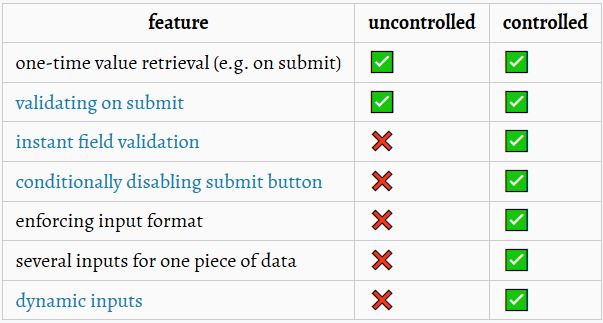 feature uncontrolled controlled
one-time value retrieval (e.g. on submit) ✅ ✅
validating on submit ✅ ✅
instant field validation ❌ ✅
conditionally disabling submit button ❌ ✅
enforcing input format ❌ ✅
several inputs for one piece of data ❌ ✅
dynamic inputs ❌ ✅